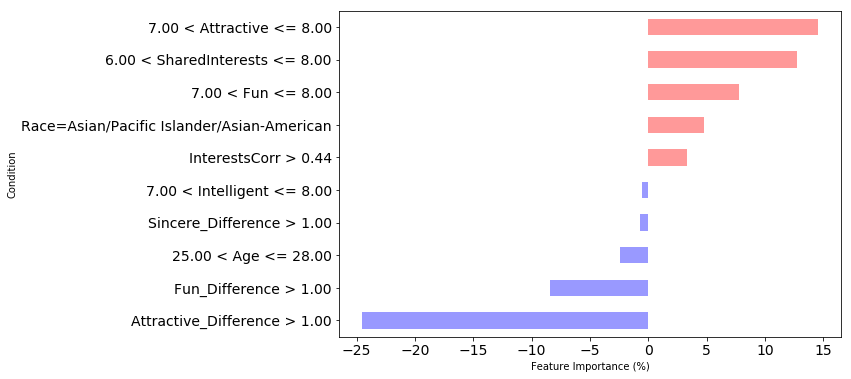 7.00 < Attractive <= 8.00
6.00 < SharedInterests <= 8.00
7.00 < Fun <= 8.00
Race=Asian/Pacific Islander/Asian-American
InterestsCorr > 0.44
7.00 < Intelligent <= 8.00
Sincere_Difference > 1.00
25.00 < Age <= 28.00
Fun_Difference > 1.00
Attractive_Difference > 1.00
Condition
−25 −20 −15 −10 −5 0 5 10 15
Feature Importance (%)